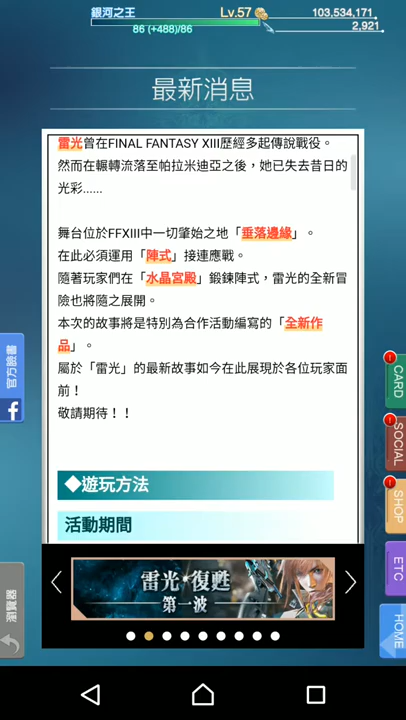 銀河之王
Lv.57
103,534,171
86 (+488)/86
2,921
最新消息
雷光曾在FINAL FANTASY XIII歷經多起傳說戰役。
然而在輾轉流落至帕拉米迪亞之後，她已失去昔日的
光彩......
舞台位於FFXIII中一切肇始之地「垂落邊緣」。
在此必須運用「陣式」接連應戰。
隨著玩家們在「水晶宮殿」鍛鍊陣式，雷光的全新冒
險也將隨之展開。
本次的故事將是特別為合作活動編寫的「全新作
品」。
屬於「雷光」的最新故事如今在此展現於各位玩家面
前！
敬請期待！！
◆遊玩方法
活動期間
雷光・復甦
第一波
官方臉書
瀏覽器
CARD
SOCIAL
SHOP
ETC
HOME